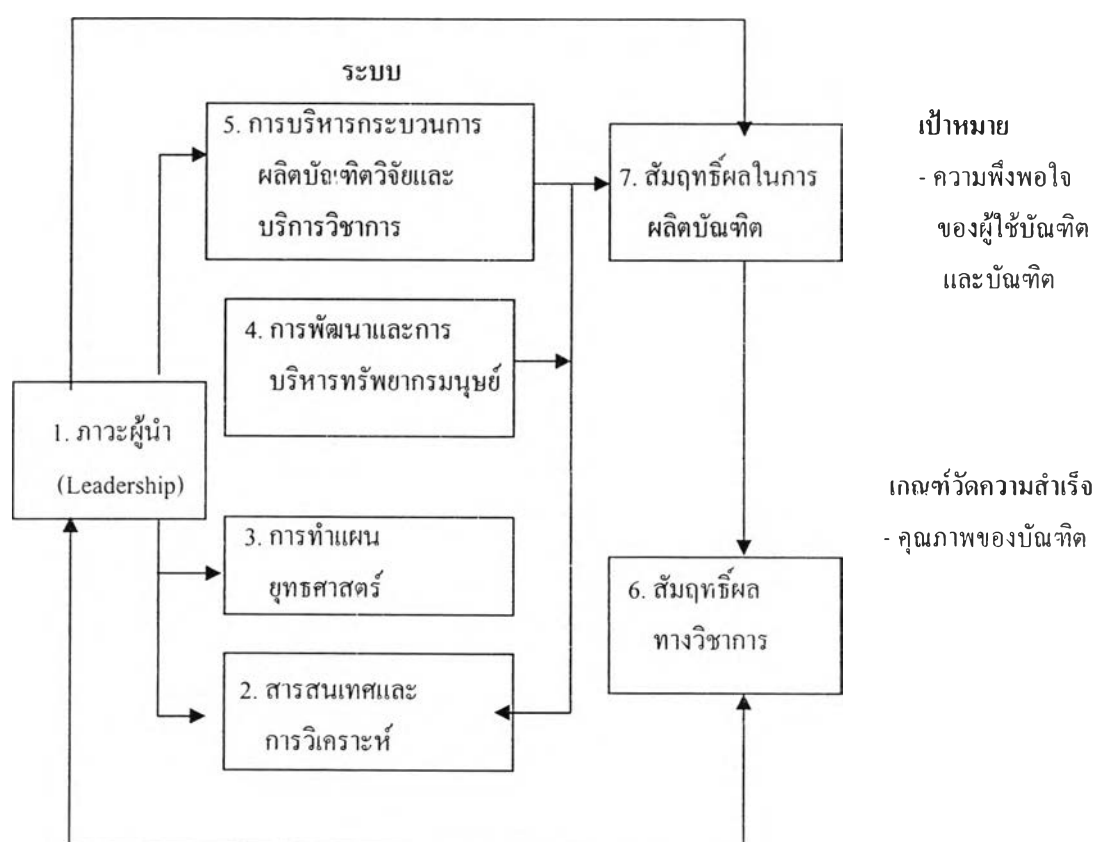 ระบบ
5. การบริหารกระบวนการ
ผลิตบัณฑิตวิจัยและ
บริการวิชาการ
7. สัมฤทธิ์ผลในการ
ผลิตบัณฑิต
เป้าหมาย
- ความพึงพอใจ
ของผู้ใช้บัณฑิต
และบัณฑิต
4. การพัฒนาและการ
บริหารทรัพยากรมนุษย์
1. ภาวะผู้นำ
(Leadership)
3. การทำแผน
ยุทธศาสตร์
2. สารสนเทศและ
การวิเคราะห์
6. สัมฤทธิ์ผล
ทางวิชาการ
เกณฑ์วัดความสำเร็จ
- คุณภาพของบัณฑิต